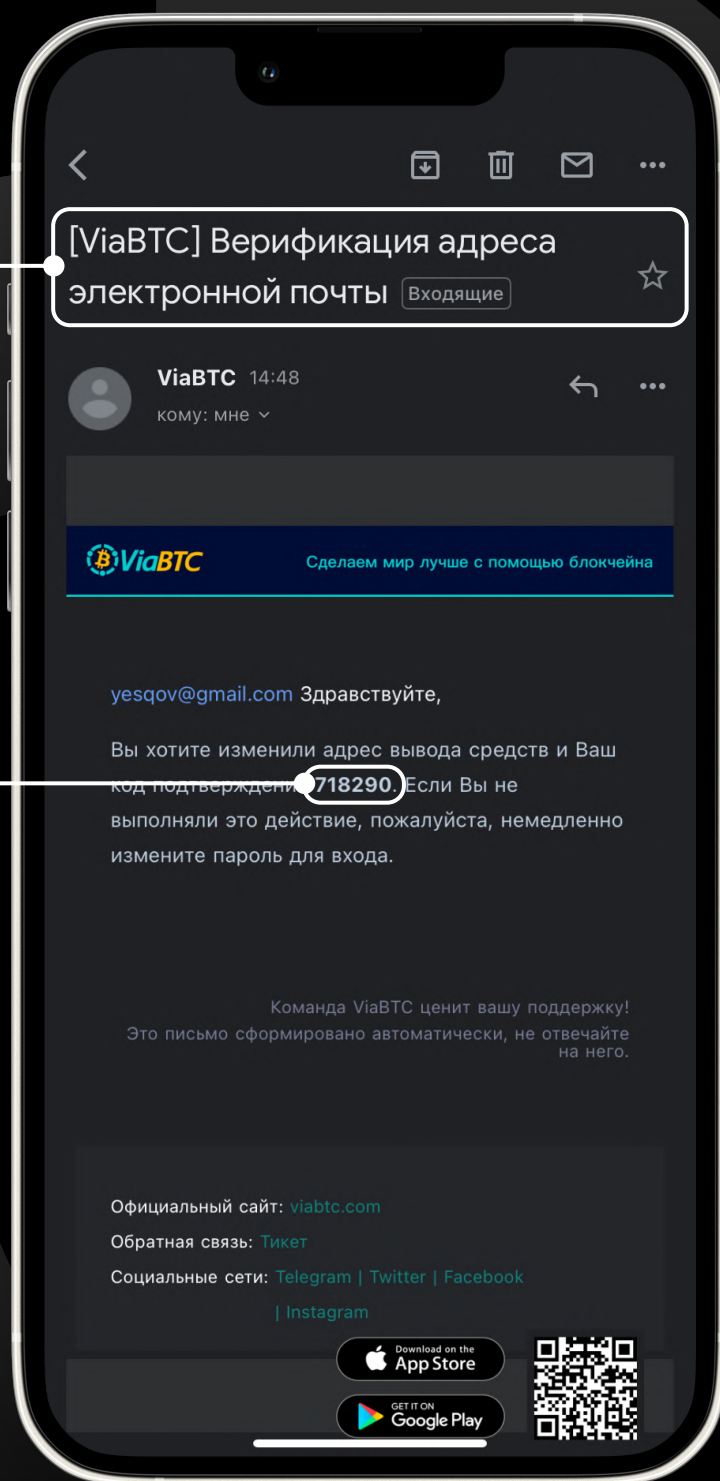 [ViaBTC] Верификация адреса
электронной почты Входящие
ViaBTC 14:48
кому: мне
ViaBTC Сделаем мир лучше с помощью блокчейна
yesqov@gmail.com Здравствуйте,
Вы хотите изменили адрес вывода средств и Ваш
код подтверждени 718290. Если Вы не
выполняли это действие, пожалуйста, немедленно
измените пароль для входа.
Команда ViaBTC ценит вашу поддержку!
Это письмо сформировано автоматически, не отвечайте
на него.
Официальный сайт: viabtc.com
Обратная связь: Тикет
Социальные сети: Telegram | Twitter | Facebook
| Instagram
Download on the
App Store
GET IT ON
Google Play